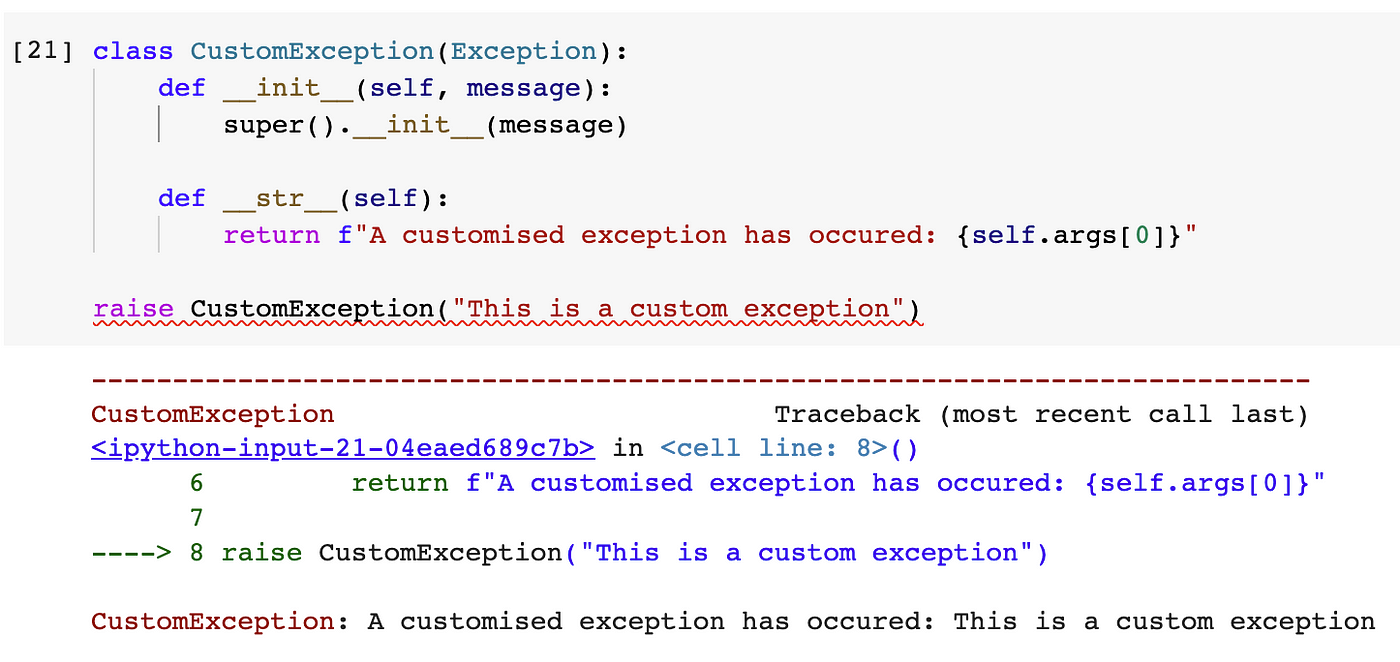 [21] class CustomException(Exception):
def __init__(self, message):
super().__init__(message)
def __str__(self):
return f"A customised exception has occured: {self.args[0]}"
raise CustomException("This is a custom exception")
---------------------------------------------------------------------------
CustomException                           Traceback (most recent call last)
<ipython-input-21-04eaed689c7b> in <cell line: 8>()
6         return f"A customised exception has occured: {self.args[0]}"
7
----> 8 raise CustomException("This is a custom exception")
CustomException: A customised exception has occured: This is a custom exception